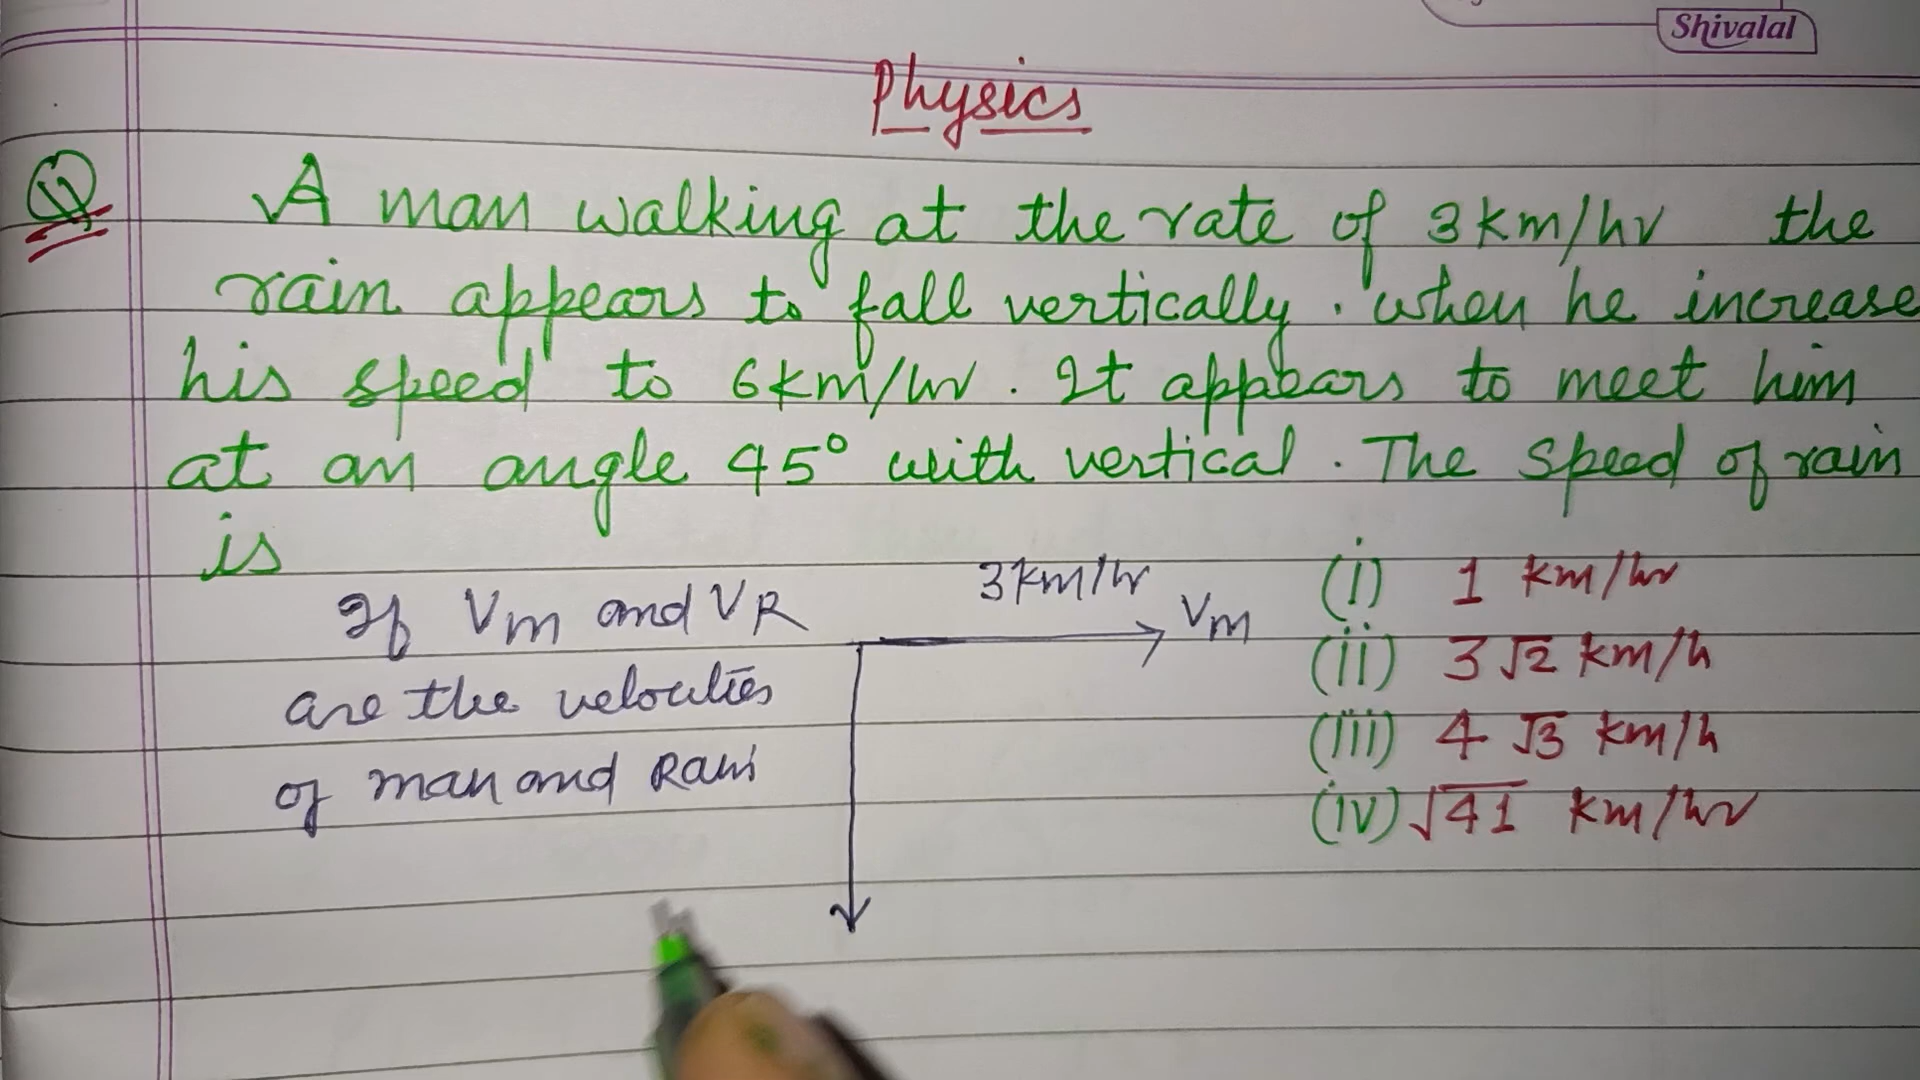 Shivalal
Physics
Q A man walking at the rate of 3km/hr the
rain appears to fall vertically. when he increase
his speed to 6km/hr. It appears to meet him
at an angle 45° with vertical. The speed of rain
is
If Vm and VR
are the velocities
of man and Rain
3km/hr
Vm
(i) 1 km/hr
(ii) 3√2 km/h
(iii) 4√3 km/h
(iv) √41 km/hr